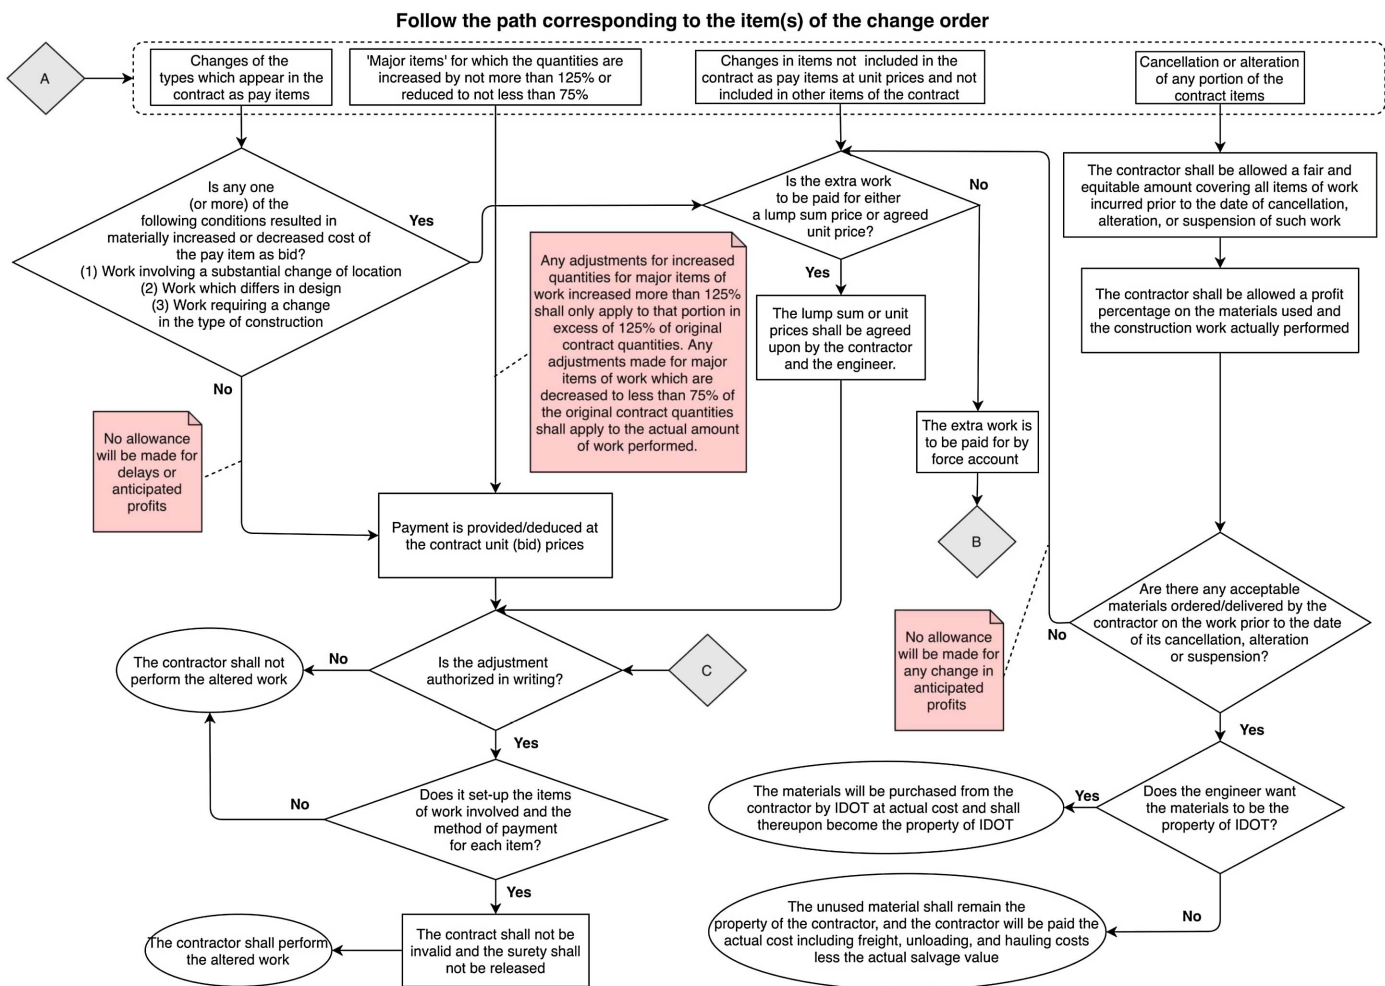 Follow the path corresponding to the item(s) of the change order
A
Changes of the
types which appear in the
contract as pay items
'Major items' for which the quantities are
increased by not more than 125% or
reduced to not less than 75%
Changes in items not included in the
contract as pay items at unit prices and not
included in other items of the contract
Cancellation or alteration
of any portion of the
contract items
Is any one
(or more) of the
following conditions resulted in
materially increased or decreased cost of
the pay item as bid?
(1) Work involving a substantial change of location
(2) Work which differs in design
(3) Work requiring a change
in the type of construction
Yes
No
Is the extra work
to be paid for either
a lump sum price or agreed
unit price?
No
Yes
The contractor shall be allowed a fair and
equitable amount covering all items of work
incurred prior to the date of cancellation,
alteration, or suspension of such work
Any adjustments for increased
quantities for major items of
work increased more than 125%
shall only apply to that portion in
excess of 125% of original
contract quantities. Any
adjustments made for major
items of work which are
decreased to less than 75% of
the original contract quantities
shall apply to the actual amount
of work performed.
The lump sum or unit
prices shall be agreed
upon by the contractor
and the engineer.
The contractor shall be allowed a profit
percentage on the materials used and
the construction work actually performed
No allowance
will be made for
delays or
anticipated
profits
The extra work is
to be paid for by
force account
B
Payment is provided/deduced at
the contract unit (bid) prices
Are there any acceptable
materials ordered/delivered by the
contractor on the work prior to the date
of its cancellation, alteration
or suspension?
No
Yes
No allowance
will be made for
any change in
anticipated
profits
The contractor shall not
perform the altered work
No
Is the adjustment
authorized in writing?
C
Yes
Does it set-up the items
of work involved and the
method of payment
for each item?
No
Yes
The materials will be purchased from the
contractor by IDOT at actual cost and shall
thereupon become the property of IDOT
Yes
Does the engineer want
the materials to be the
property of IDOT?
No
The unused material shall remain the
property of the contractor, and the contractor will be paid the
actual cost including freight, unloading, and hauling costs
less the actual salvage value
The contractor shall perform
the altered work
The contract shall not be
invalid and the surety shall
not be released